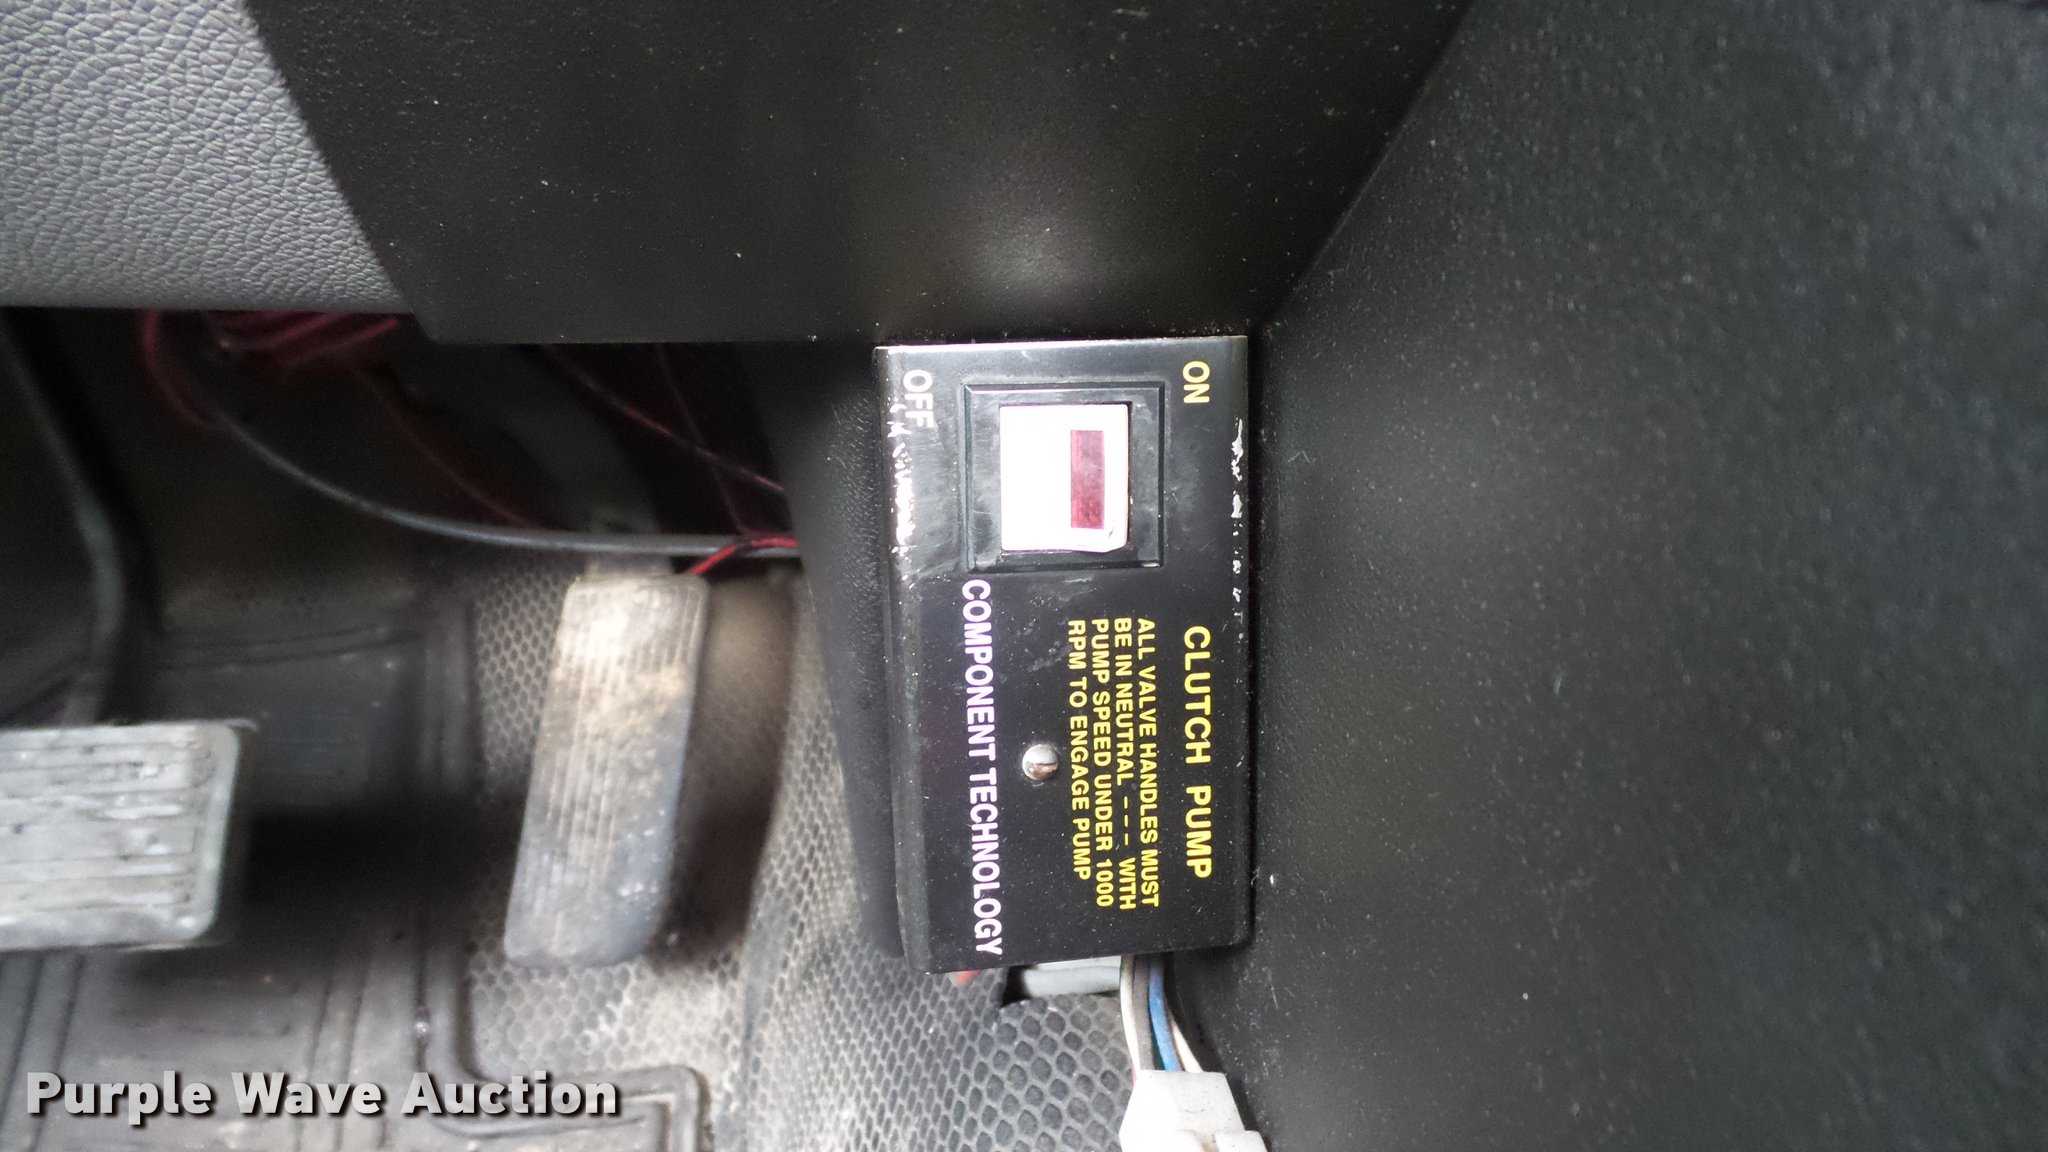 ON
OFF
CLUTCH PUMP
ALL VALVE HANDLES MUST
BE IN NEUTRAL --- WITH
PUMP SPEED UNDER 1000
RPM TO ENGAGE PUMP
COMPONENT TECHNOLOGY
Purple Wave Auction